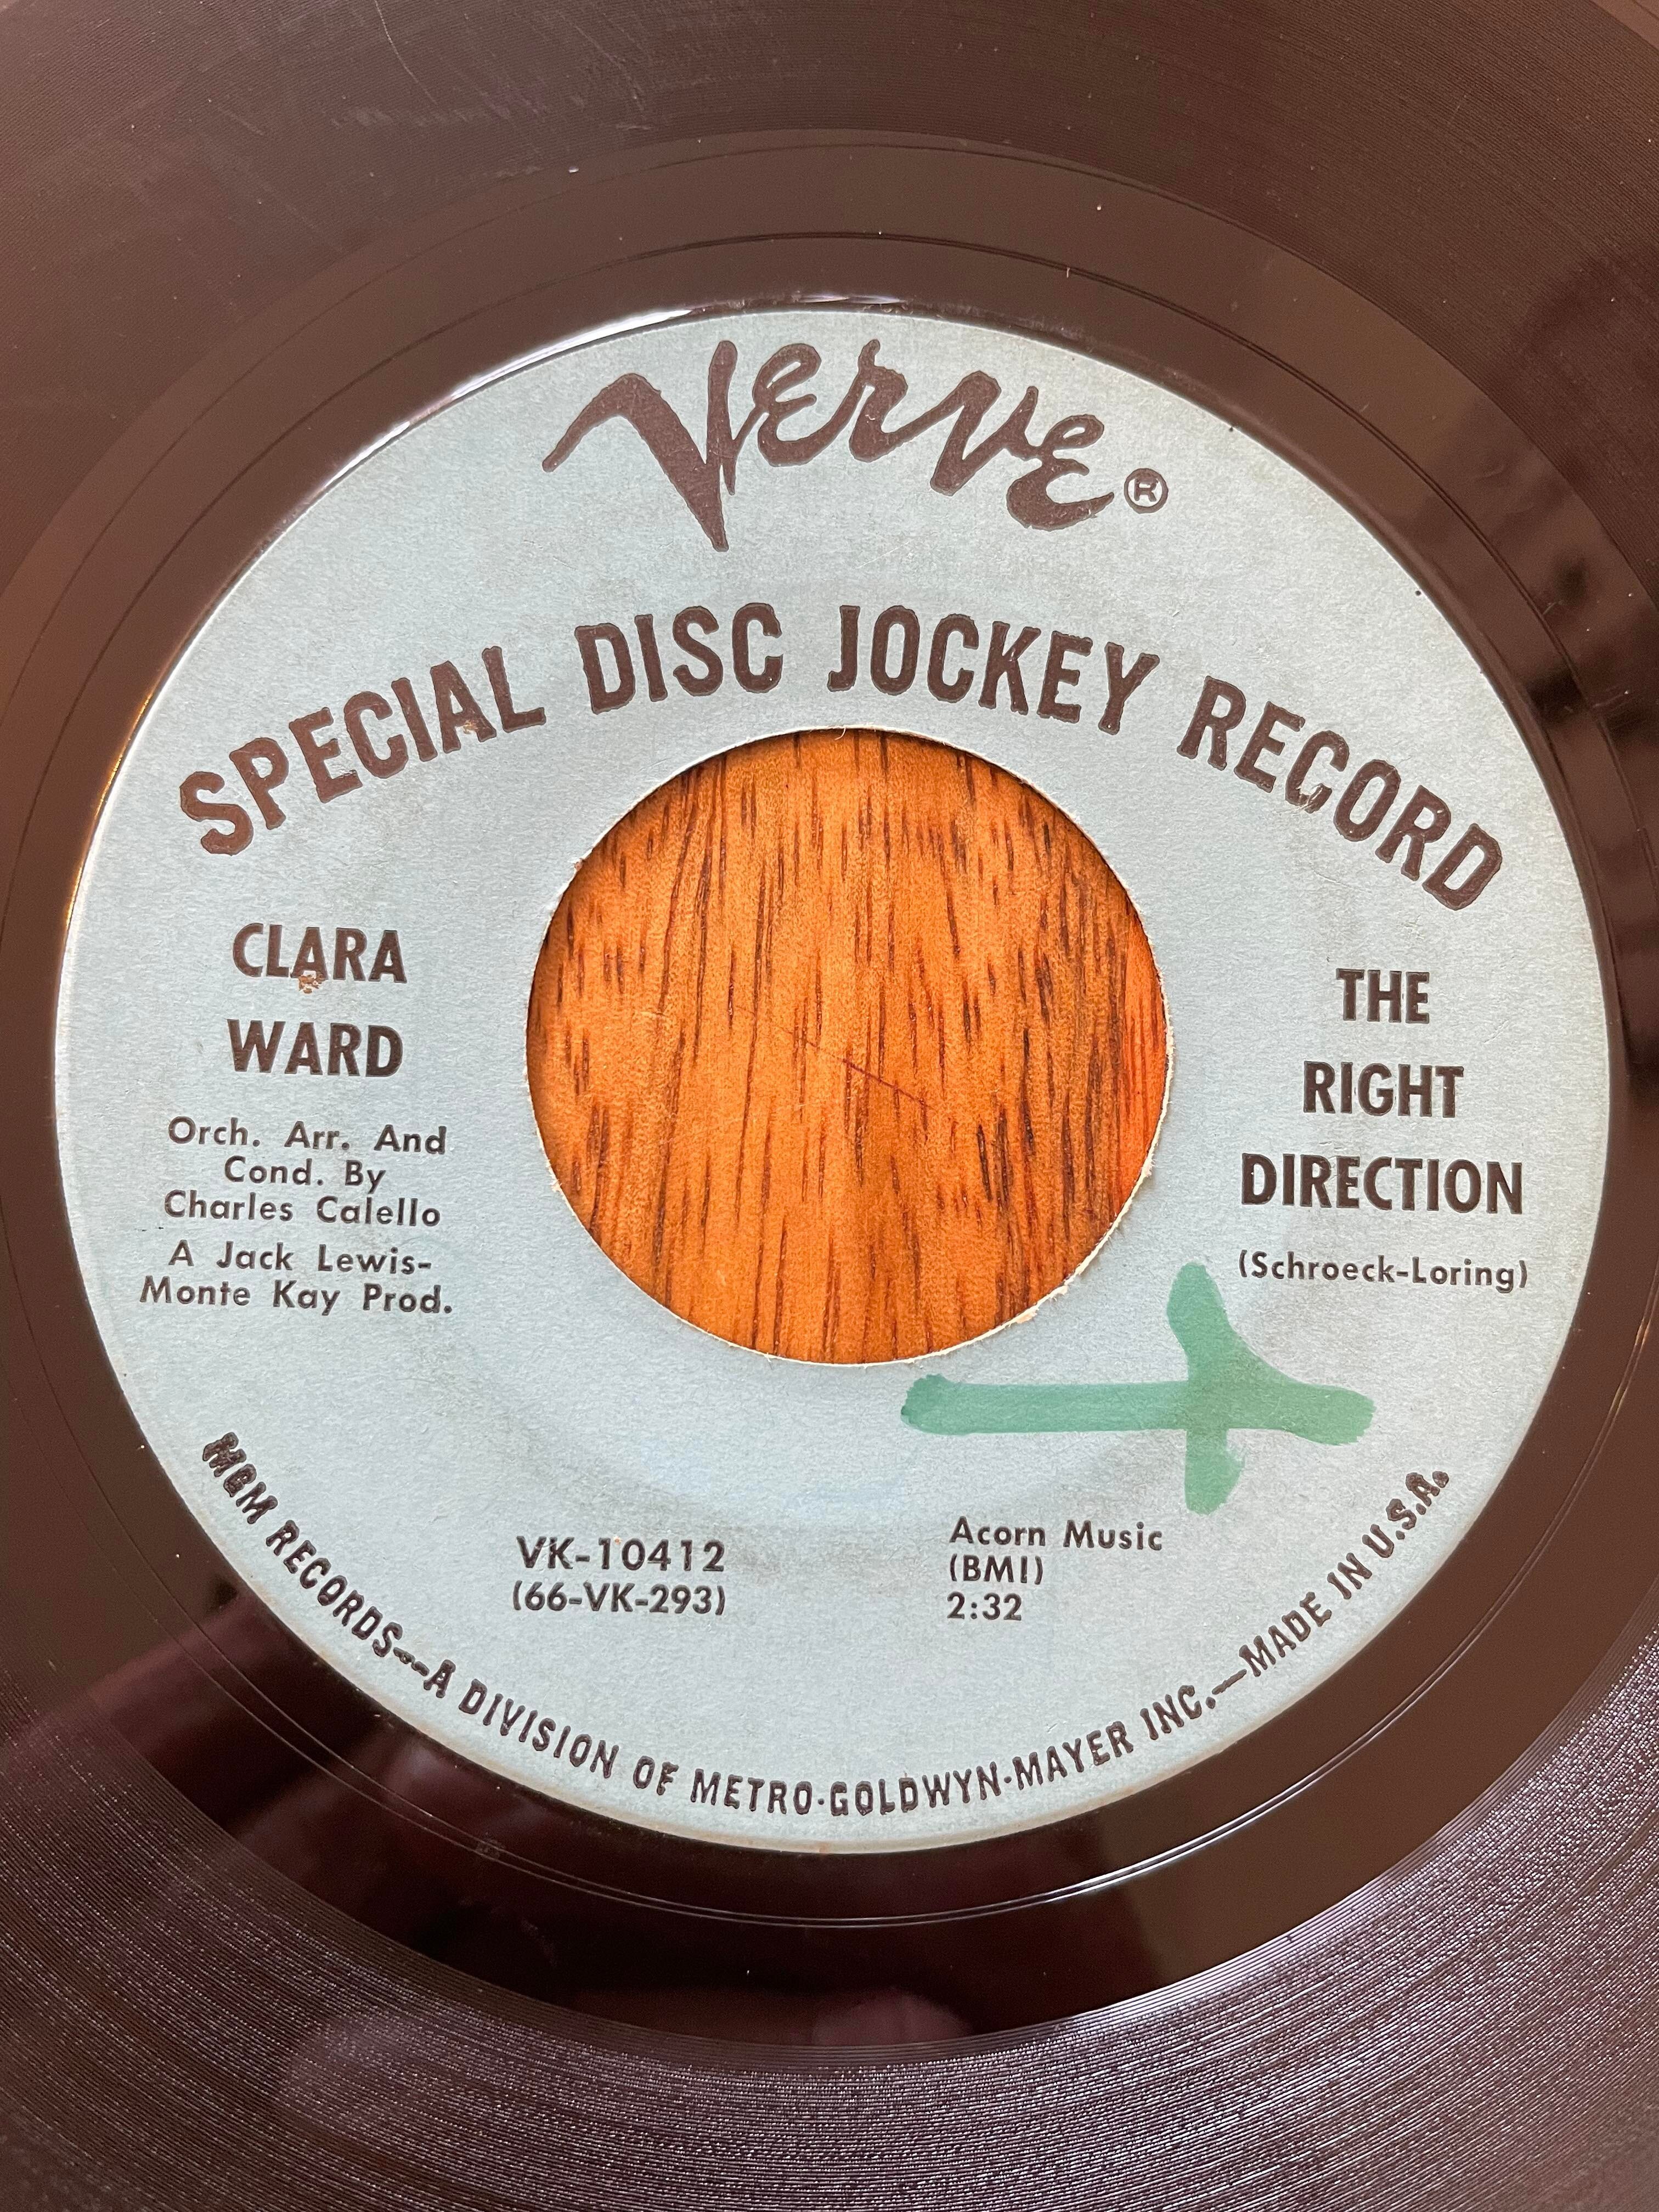 Verve®
SPECIAL DISC JOCKEY RECORD
CLARA
WARD
Orch. Arr. And
Cond. By
Charles Calello
A Jack Lewis-
Monte Kay Prod.
THE
RIGHT
DIRECTION
(Schroeck-Loring)
VK-10412
(66-VK-293)
Acorn Music
(BMI)
2:32
MGM RECORDS—A DIVISION OF METRO-GOLDWYN-MAYER INC.—MADE IN U.S.A.